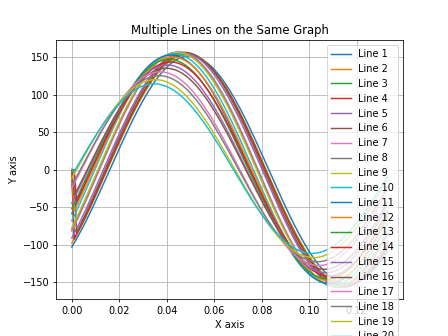 Multiple Lines on the Same Graph
Y axis
150
100
50
0
−50
−100
−150
0.00
0.02
0.04
0.06
0.08
0.10
X axis
Line 1
Line 2
Line 3
Line 4
Line 5
Line 6
Line 7
Line 8
Line 9
Line 10
Line 11
Line 12
Line 13
Line 14
Line 15
Line 16
Line 17
Line 18
Line 19
Line 20